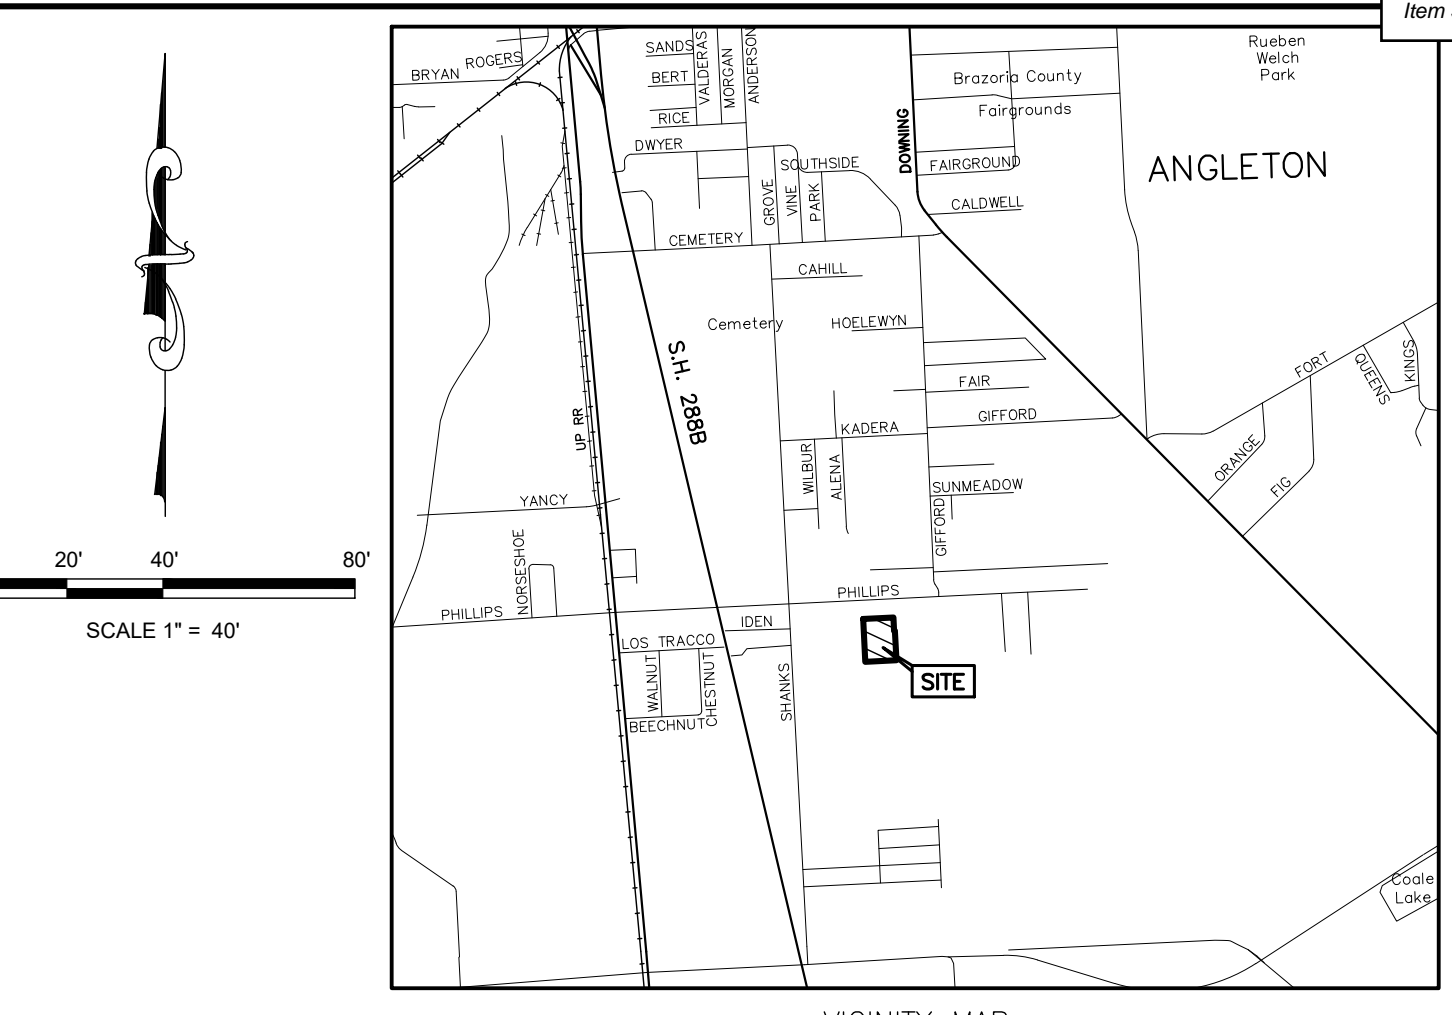 Item
ROGERS
BRYAN
SANDS
BERT
RICE
VALDERAS
MORGAN
ANDERSON
DWYER
SOUTHSIDE
GROVE
VINE
PARK
CEMETERY
DOWNING
Brazoria County
Fairgrounds
FAIRGROUND
CALDWELL
Rueben
Welch
Park
ANGLETON
CAHILL
Cemetery
HOELEWYN
S.H. 288B
UP RR
FAIR
GIFFORD
KADERA
WILBUR
ALENA
SUNMEADOW
GIFFORD
FORT
QUEENS
KINGS
ORANGE
FIG
YANCY
NORSESHOE
PHILLIPS
PHILLIPS
IDEN
LOS TRACCO
WALNUT
CHESTNUT
BEECHNUT
SHANKS
SITE
Coale
Lake
20' 40' 80'
SCALE 1" = 40'
VICINITY MAP